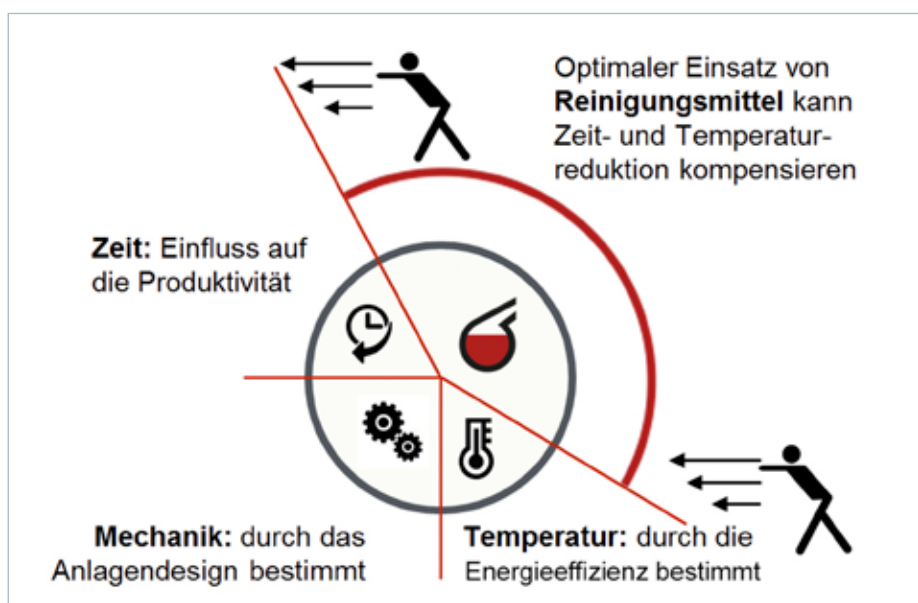 Optimaler Einsatz von
Reinigungsmittel kann
Zeit- und Temperatur-
reduktion kompensieren
Zeit: Einfluss auf
die Produktivität
Mechanik: durch das
Anlagendesign bestimmt
Temperatur: durch die
Energieeffizienz bestimmt